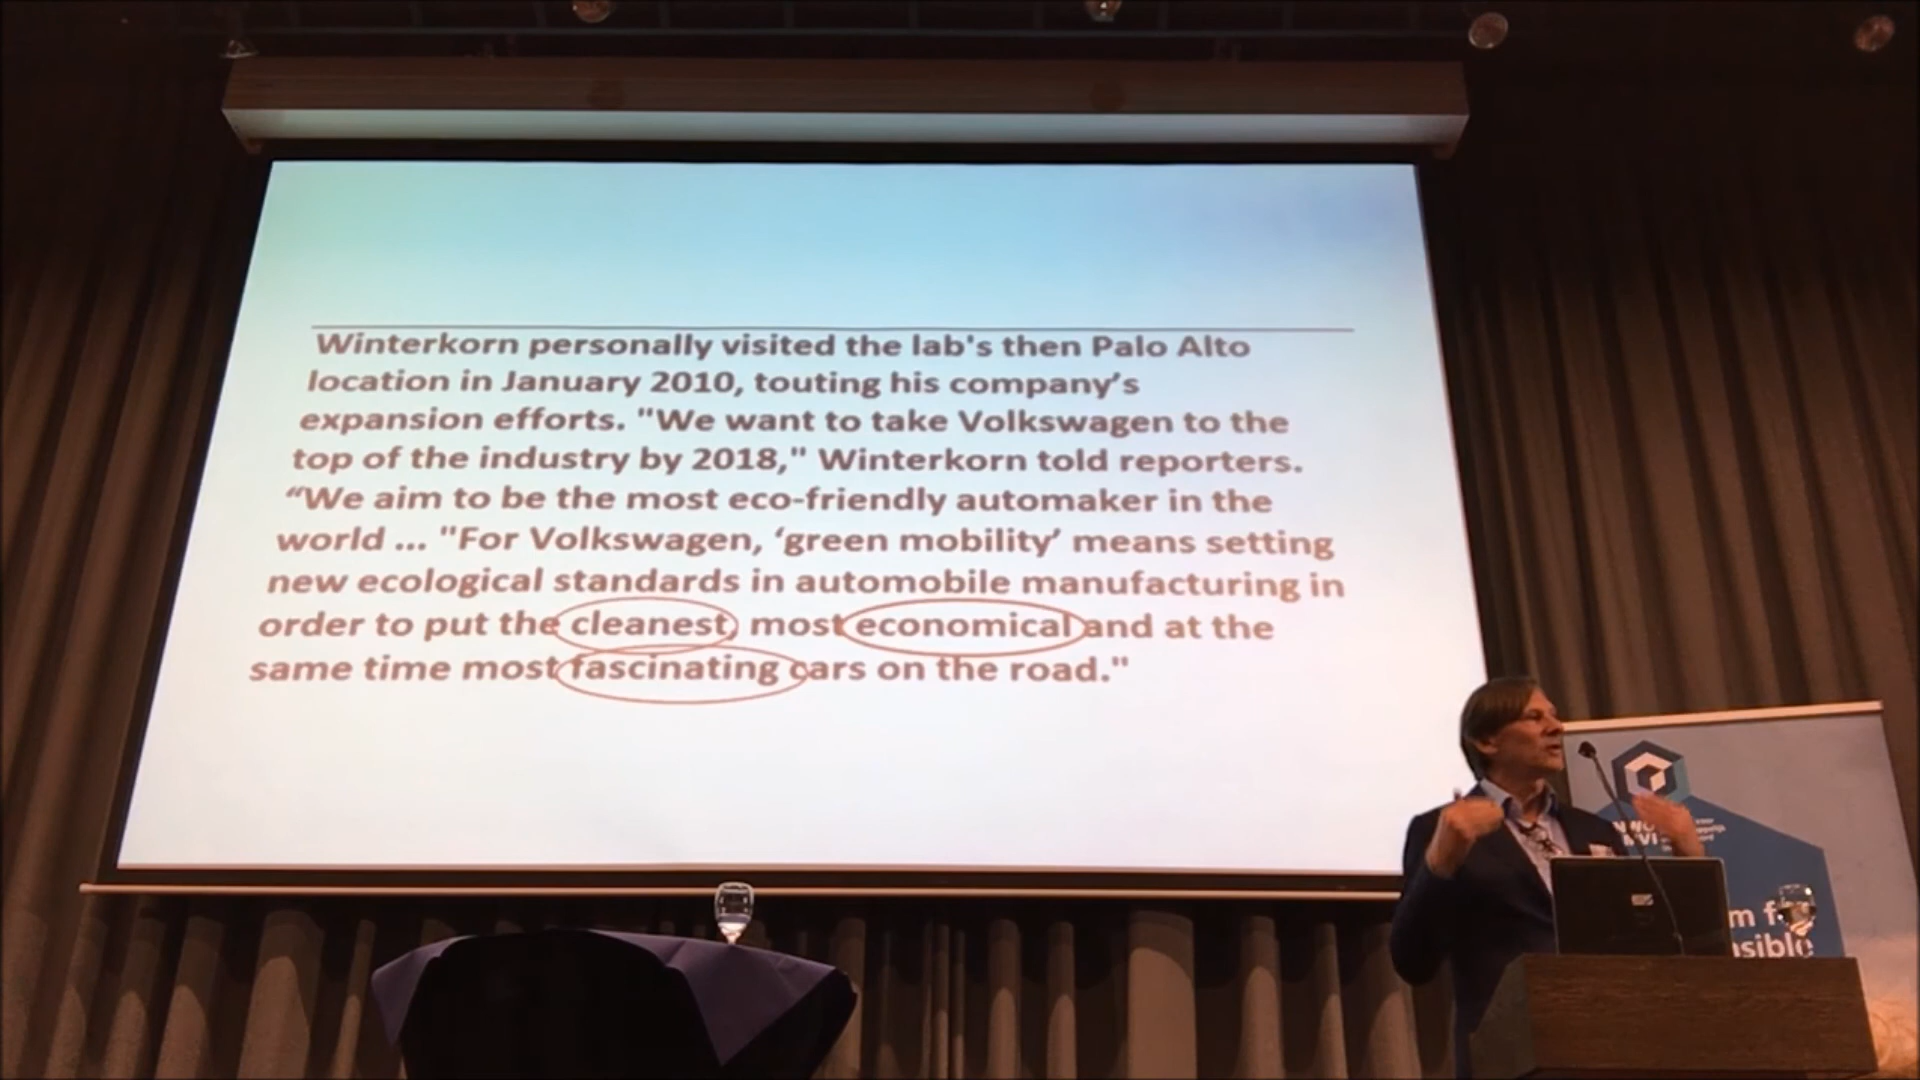 Winterkorn personally visited the lab's then Palo Alto
location in January 2010, touting his company’s
expansion efforts. "We want to take Volkswagen to the
top of the industry by 2018," Winterkorn told reporters.
“We aim to be the most eco-friendly automaker in the
world ... "For Volkswagen, ‘green mobility’ means setting
new ecological standards in automobile manufacturing in
order to put the cleanest, most economical and at the
same time most fascinating cars on the road."
NWO
MVI